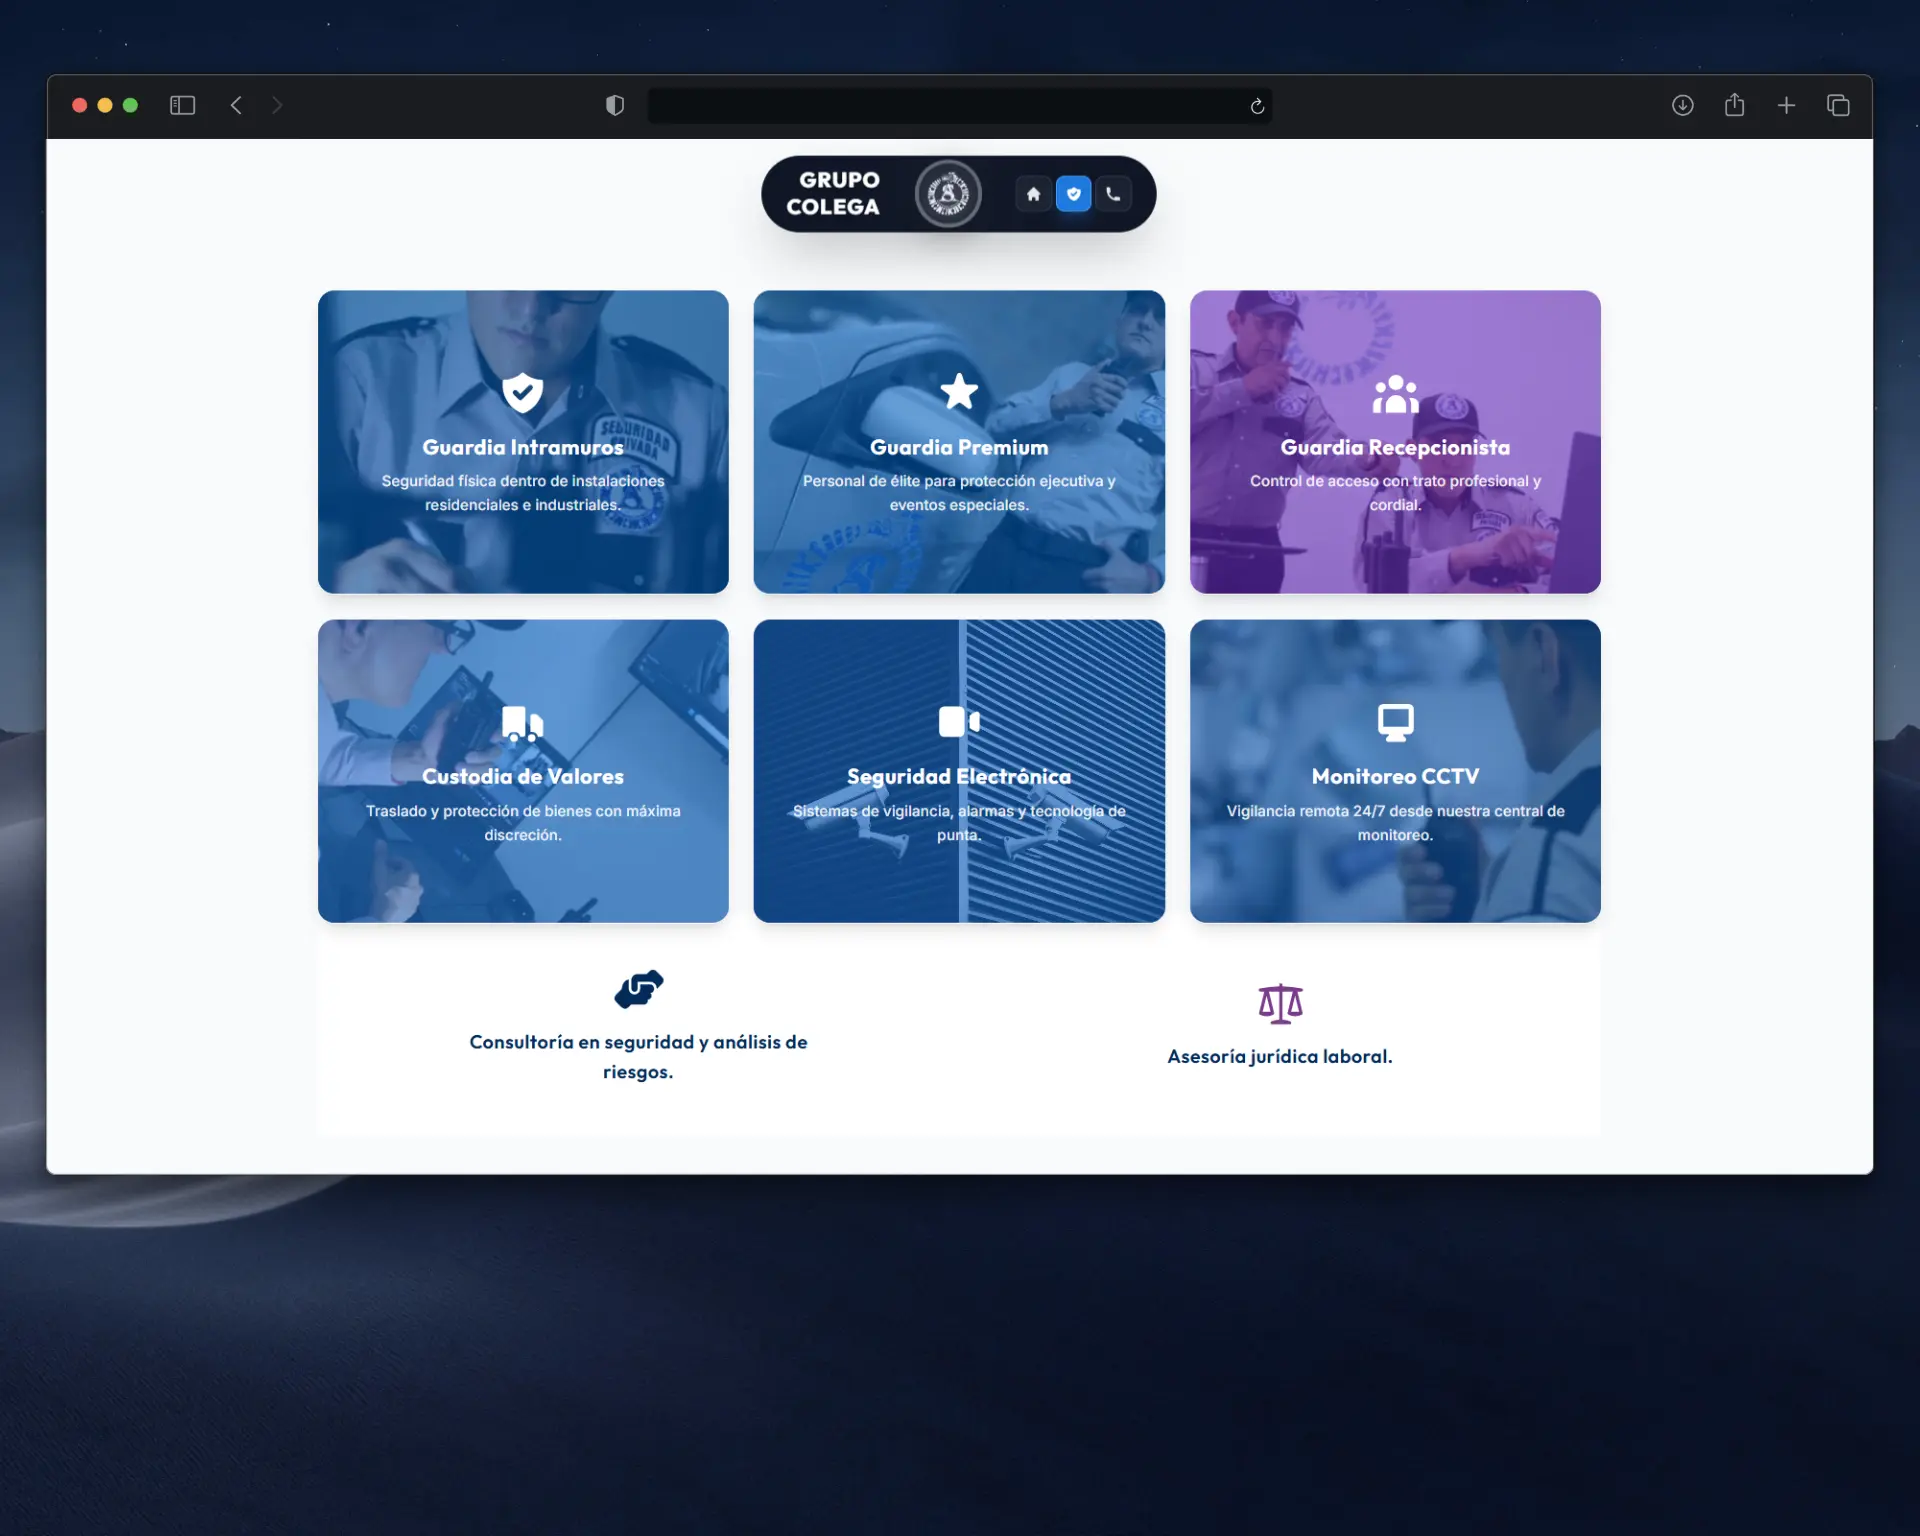 GRUPO
COLEGA
Guardia Intramuros
Seguridad física dentro de instalaciones
residenciales e industriales.
SEGURIDAD
PRIVADA
Guardia Premium
Personal de élite para protección ejecutiva y
eventos especiales.
Guardia Recepcionista
Control de acceso con trato profesional y
cordial.
Custodia de Valores
Traslado y protección de bienes con máxima
discreción.
Seguridad Electrónica
Sistemas de vigilancia, alarmas y tecnología de
punta.
Monitoreo CCTV
Vigilancia remota 24/7 desde nuestra central de
monitoreo.
Consultoría en seguridad y análisis de
riesgos.
Asesoría jurídica laboral.